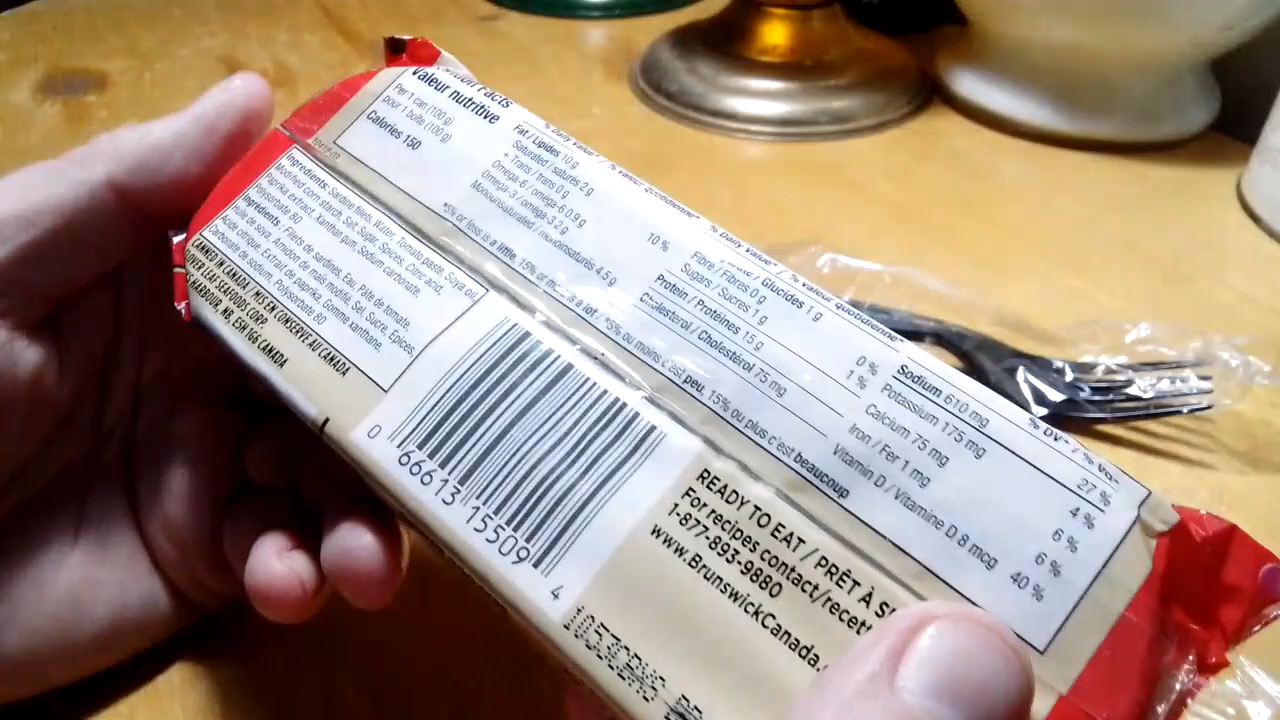 Facts
Valeur nutritive
Per 1 can (100 g)
pour 1 boîte (100 g)
Calories 150
% Daily Value* / % valeur quotidienne*
Fat / Lipides 10 g 10 %
Saturated / saturés 2 g
+ Trans / trans 0 g
Omega-6 / oméga-6 0.9 g
Omega-3 / oméga-3 2 g
Monounsaturated / monoinsaturés 4.5 g
% Daily Value* / % valeur quotidienne*
/ Glucides 1 g
Fibre / Fibres 0 g 0 %
Sugars / Sucres 1 g 1 %
Protein / Protéines 15 g
Cholesterol / Cholestérol 75 mg
% DV* /
Sodium 610 mg 27 %
Potassium 175 mg 4 %
Calcium 75 mg 6 %
Iron / Fer 1 mg 6 %
Vitamin D / Vitamine D 8 mcg 40 %
*5% or less is a little, 15% or more is a lot / *5% ou moins c'est peu, 15% ou plus c'est beaucoup
Ingredients: Sardine fillets, Water, Tomato paste, Soya oil,
Modified corn starch, Salt, Sugar, Spices, Citric acid,
Paprika extract, Xanthan gum, Sodium carbonate,
Polysorbate 80
Ingrédients: Filets de sardines, Eau, Pâte de tomate,
Huile de soya, Amidon de maïs modifié, Sel, Sucre, Épices,
Acide citrique, Extrait de paprika, Gomme xanthane,
Carbonate de sodium, Polysorbate 80
CANNED IN CANADA / MIS EN CONSERVE AU CANADA
LEAF SEAFOODS CORP.
HARBOUR, NB, E5H 1G6 CANADA
0 66613 15509 4
READY TO EAT / PRÊT À
For recipes contact/
1-877-893-9880
www.BrunswickCanada.